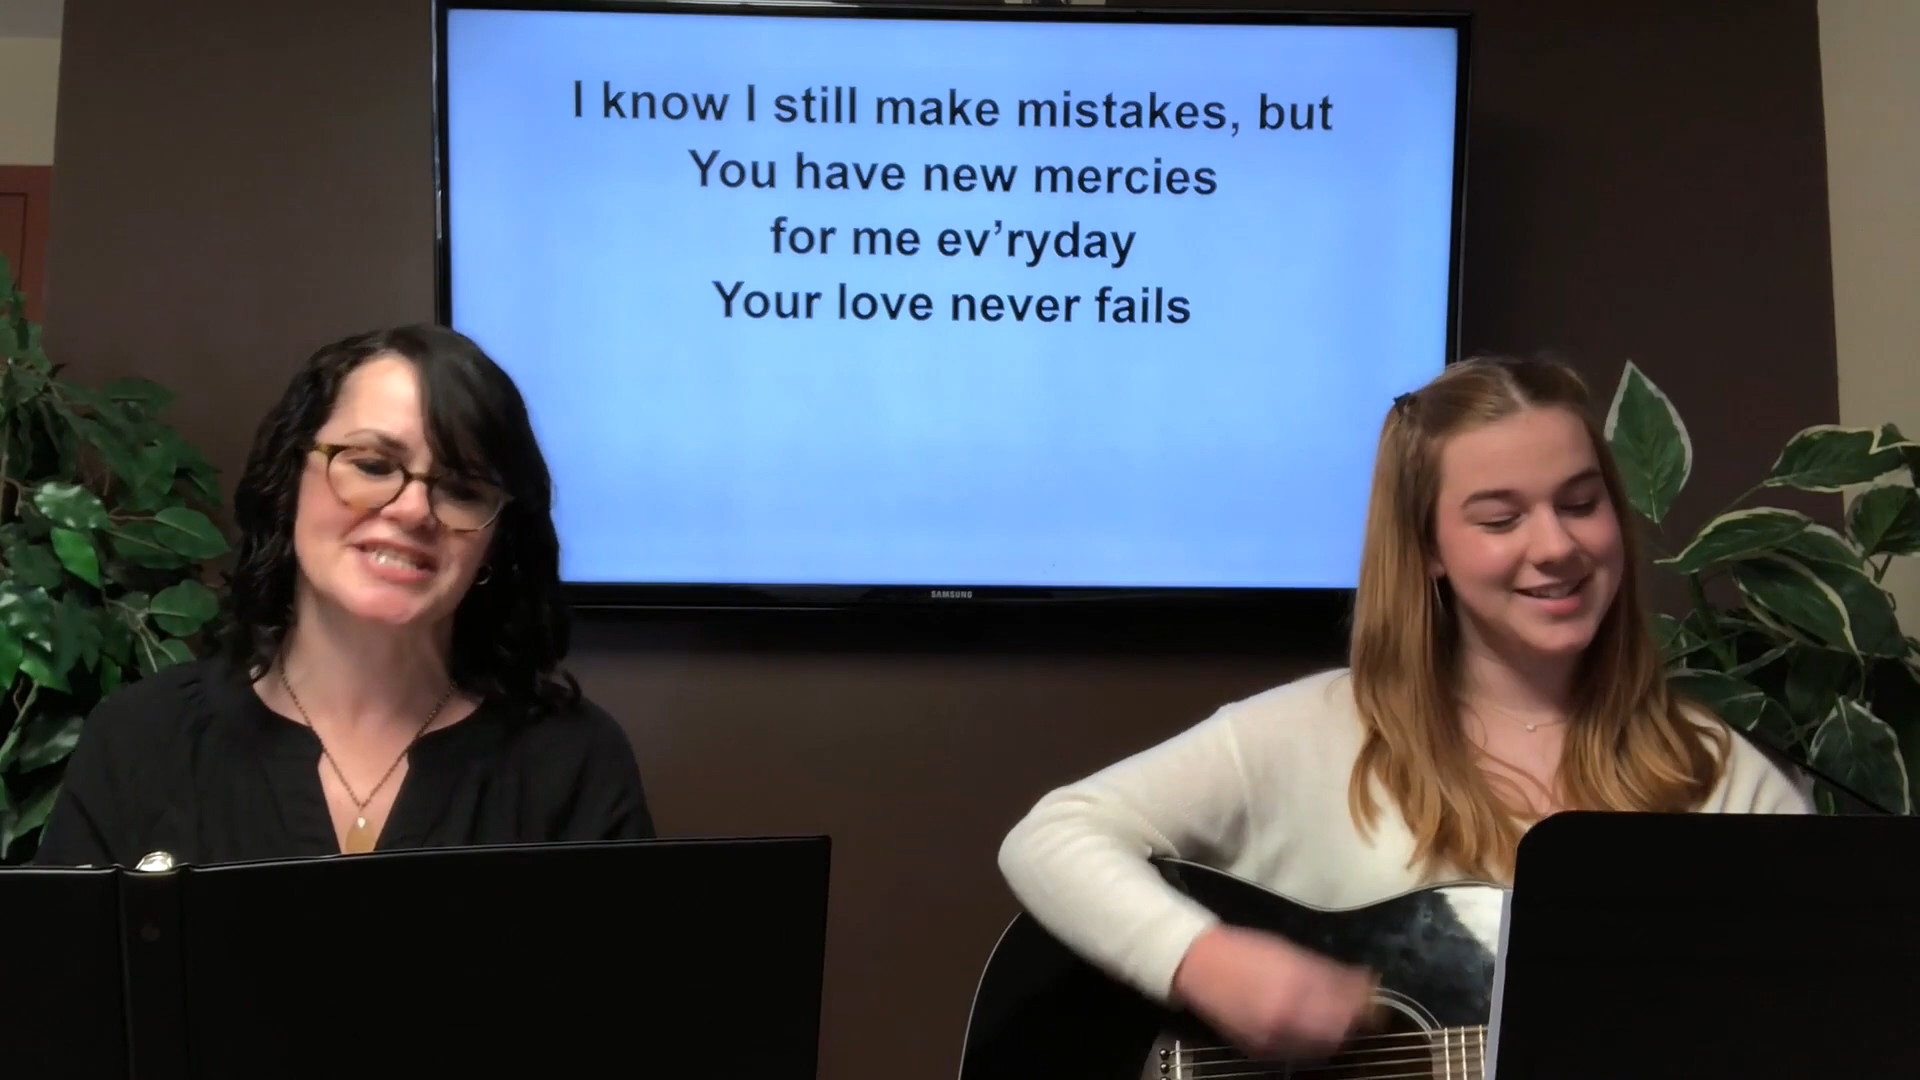 I know I still make mistakes, but
You have new mercies
for me ev’ryday
Your love never fails
SAMSUNG